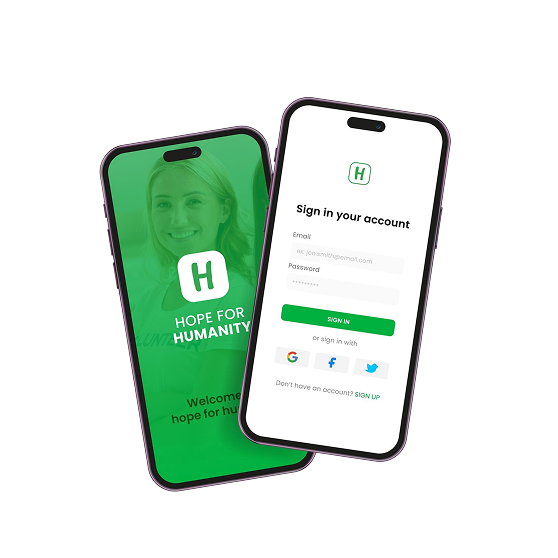 H
HOPE FOR
HUMANITY
Welcome
hope for hu
H
Sign in your account
Email
ex: jon.smith@email.com
Password
*********
SIGN IN
or sign in with
G
f
Don't have an account? SIGN UP